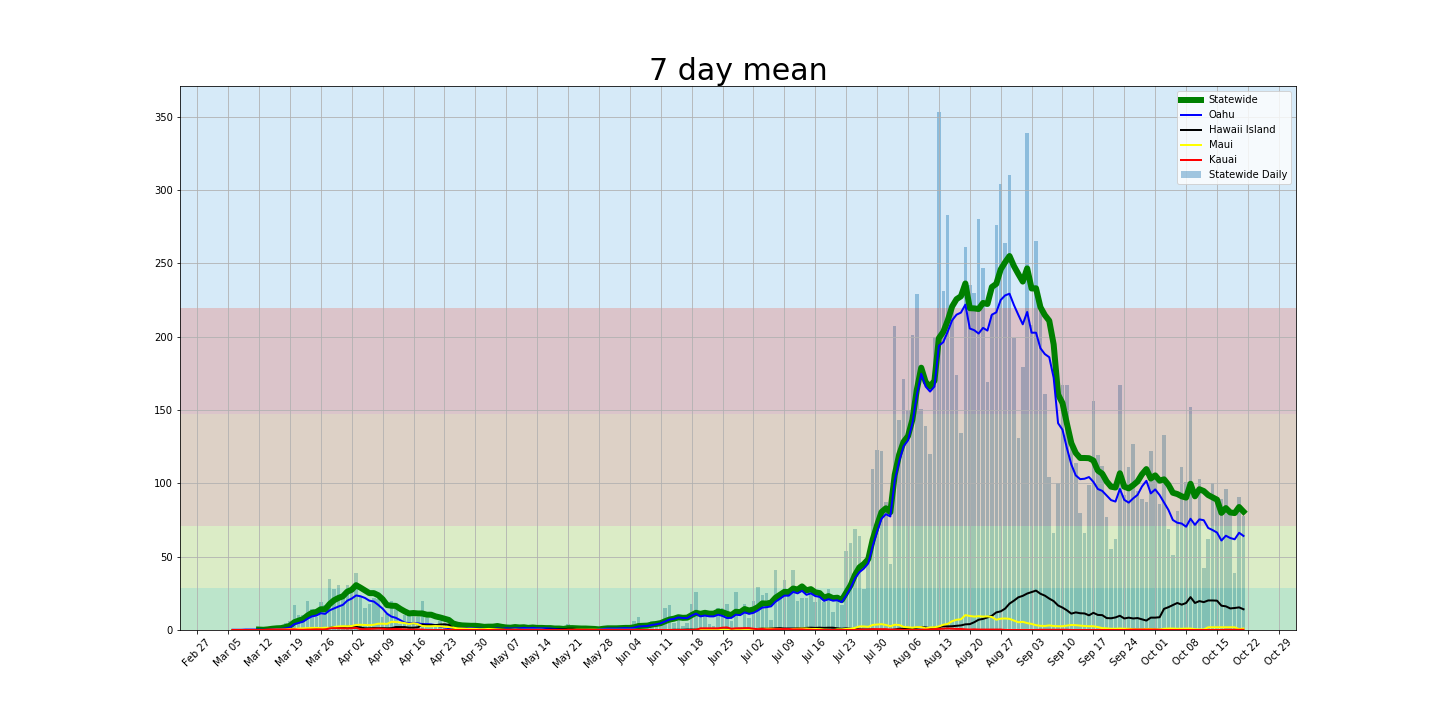 7 day mean
350
300
250
200
150
100
50
0
Statewide
Oahu
Hawaii Island
Maui
Kauai
Statewide Daily
Feb 27
Mar 05
Mar 12
Mar 19
Mar 26
Apr 02
Apr 09
Apr 16
Apr 23
Apr 30
May 07
May 14
May 21
May 28
Jun 04
Jun 11
Jun 18
Jun 25
Jul 02
Jul 09
Jul 16
Jul 23
Jul 30
Aug 06
Aug 13
Aug 20
Aug 27
Sep 03
Sep 10
Sep 17
Sep 24
Oct 01
Oct 08
Oct 15
Oct 22
Oct 29